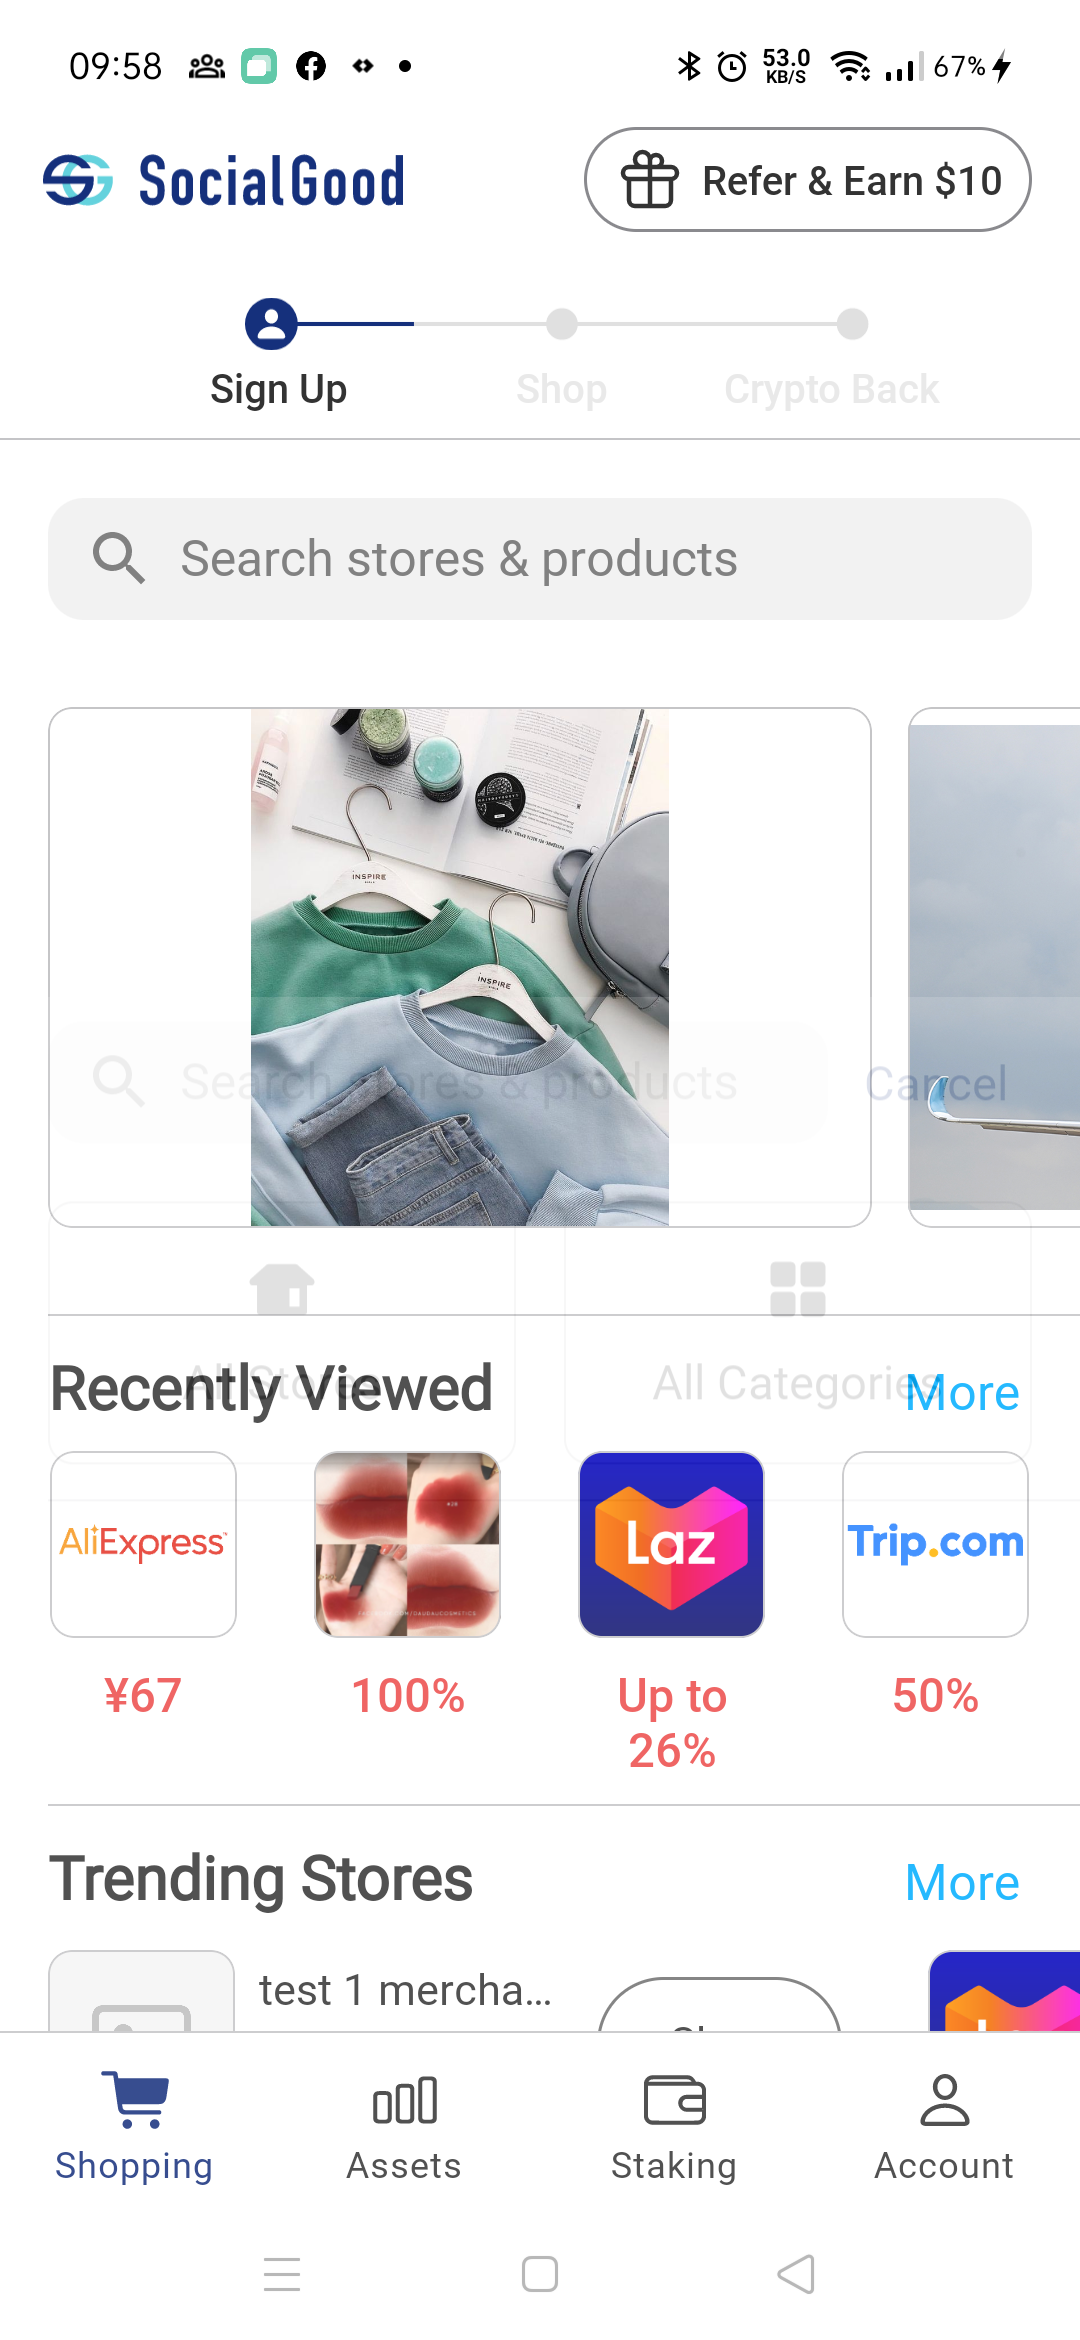 09:58
53.0
KB/S
67%
SocialGood
Refer & Earn $10
Sign Up
Shop
Crypto Back
Search stores & products
INSPIRE
INSPIRE
Search stores & products
Cancel
All Stores
All Categories
Recently Viewed
More
AliExpress
Laz
Trip.com
¥67
100%
Up to
26%
50%
Trending Stores
More
test 1 mercha...
Shopping
Assets
Staking
Account